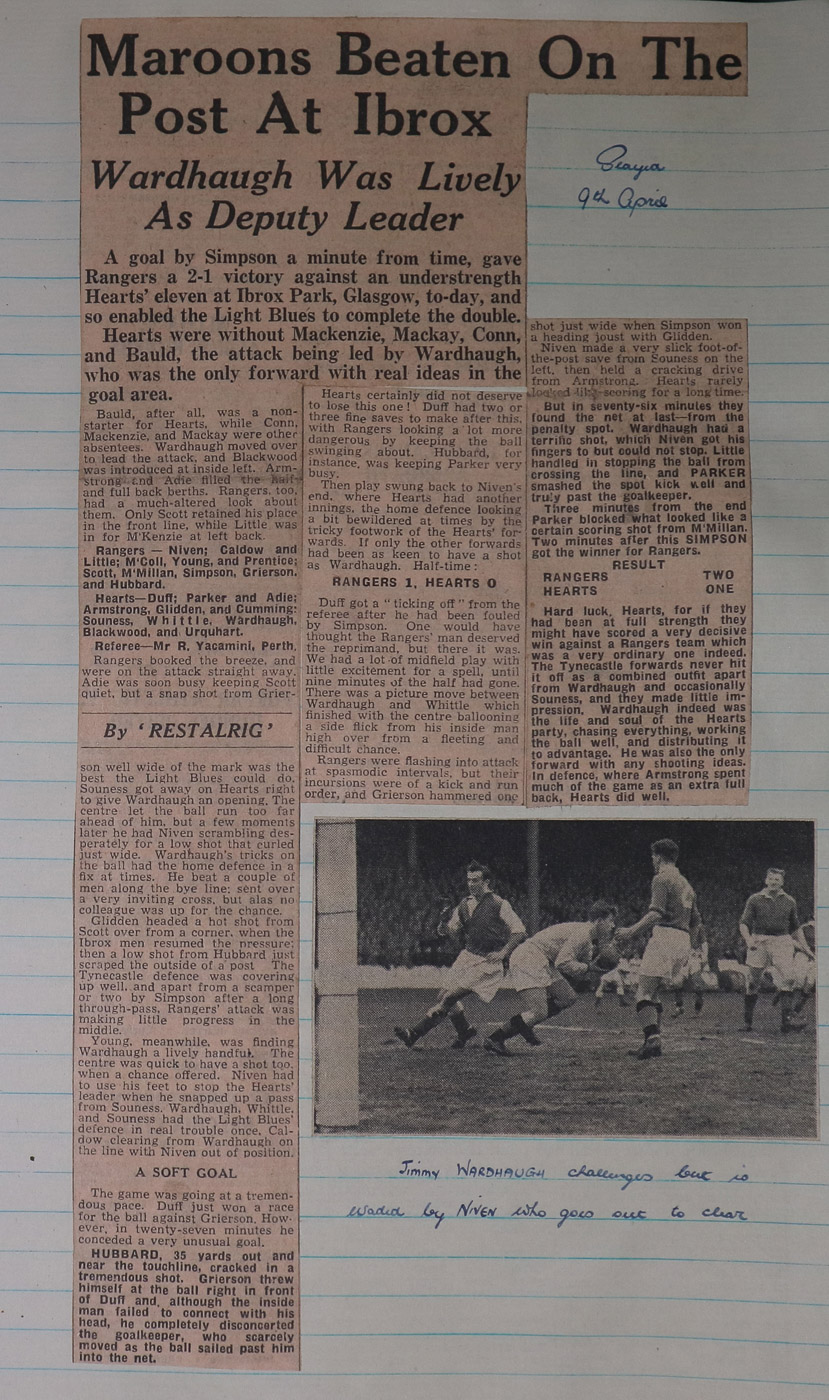 Maroons Beaten On The
Post At Ibrox
Wardhaugh Was Lively
As Deputy Leader
9th April
A goal by Simpson a minute from time, gave
Rangers a 2-1 victory against an understrength
Hearts' eleven at Ibrox Park, Glasgow, to-day, and
so enabled the Light Blues to complete the double.
Hearts were without Mackenzie, Mackay, Conn,
and Bauld, the attack being led by Wardhaugh,
who was the only forward with real ideas in the
goal area.
Bauld, after all, was a non-
starter for Hearts, while Conn,
Mackenzie, and Mackay were other
absentees. Wardhaugh moved over
to lead the attack, and Blackwood
was introduced at inside left. Arm-
strong and Adie filled the half
and full back berths. Rangers, too,
had a much-altered look about
them. Only Scott retained his place
in the front line, while Little was
in for M'Kenzie at left back.
Rangers — Niven; Caldow and
Little; M'Coll, Young, and Prentice;
Scott, M'Millan, Simpson, Grierson,
and Hubbard.
Hearts—Duff; Parker and Adie;
Armstrong, Glidden, and Cumming;
Souness, Whittle, Wardhaugh,
Blackwood, and Urquhart.
Referee—Mr R. Yacamini, Perth.
Rangers booked the breeze, and
were on the attack straight away.
Adie was soon busy keeping Scott
quiet, but a snap shot from Grier-
By 'RESTALRIG'
son well wide of the mark was the
best the Light Blues could do.
Souness got away on Hearts right
to give Wardhaugh an opening. The
centre let the ball run too far
ahead of him, but a few moments
later he had Niven scrambling des-
perately for a low shot that curled
just wide. Wardhaugh's tricks on
the ball had the home defence in a
fix at times. He beat a couple of
men along the bye line; sent over
a very inviting cross, but alas no
colleague was up for the chance.
Glidden headed a hot shot from
Scott over from a corner, when the
Ibrox men resumed the pressure;
then a low shot from Hubbard just
scraped the outside of a post. The
Tynecastle defence was covering
up well, and apart from a scamper
or two by Simpson after a long
through-pass, Rangers' attack was
making little progress in the
middle.
Young, meanwhile, was finding
Wardhaugh a lively handful. The
centre was quick to have a shot too,
when a chance offered. Niven had
to use his feet to stop the Hearts'
leader when he snapped up a pass
from Souness. Wardhaugh, Whittle,
and Souness had the Light Blues'
defence in real trouble once, Cal-
dow clearing from Wardhaugh on
the line with Niven out of position.
A SOFT GOAL
The game was going at a tremen-
dous pace. Duff just won a race
for the ball against Grierson. How-
ever, in twenty-seven minutes he
conceded a very unusual goal.
HUBBARD, 35 yards out and
near the touchline, cracked in a
tremendous shot. Grierson threw
himself at the ball right in front
of Duff and, although the inside
man failed to connect with his
head, he completely disconcerted
the goalkeeper, who scarcely
moved as the ball sailed past him
into the net.
Hearts certainly did not deserve
to lose this one! Duff had two or
three fine saves to make after this,
with Rangers looking a lot more
dangerous by keeping the ball
swinging about. Hubbard, for
instance, was keeping Parker very
busy.
Then play swung back to Niven's
end, where Hearts had another
innings, the home defence looking
a bit bewildered at times by the
tricky footwork of the Hearts' for-
wards. If only the other forwards
had been as keen to have a shot
as Wardhaugh. Half-time:
RANGERS 1, HEARTS 0
Duff got a "ticking off" from the
referee after he had been fouled
by Simpson. One would have
thought the Rangers' man deserved
the reprimand, but there it was.
We had a lot of midfield play with
little excitement for a spell, until
nine minutes of the half had gone.
There was a picture move between
Wardhaugh and Whittle which
finished with the centre ballooning
a side flick from his inside man
high over from a fleeting and
difficult chance.
Rangers were flashing into attack
at spasmodic intervals, but their
incursions were of a kick and run
order, and Grierson hammered one
shot just wide when Simpson won
a heading joust with Glidden.
Niven made a very slick foot-of-
the-post save from Souness on the
left, then held a cracking drive
from Armstrong. Hearts rarely
looked like scoring for a long time.
But in seventy-six minutes they
found the net at last—from the
penalty spot. Wardhaugh had a
terrific shot, which Niven got his
fingers to but could not stop. Little
handled in stopping the ball from
crossing the line, and PARKER
smashed the spot kick well and
truly past the goalkeeper.
Three minutes from the end
Parker blocked what looked like a
certain scoring shot from M'Millan.
Two minutes after this SIMPSON
got the winner for Rangers.
RESULT
RANGERS TWO
HEARTS ONE
Hard luck, Hearts, for if they
had been at full strength they
might have scored a very decisive
win against a Rangers team which
was a very ordinary one indeed.
The Tynecastle forwards never hit
it off as a combined outfit apart
from Wardhaugh and occasionally
Souness, and they made little im-
pression. Wardhaugh indeed was
the life and soul of the Hearts
party, chasing everything, working
the ball well, and distributing it
to advantage. He was also the only
forward with any shooting ideas.
In defence, where Armstrong spent
much of the game as an extra full
back, Hearts did well.
Jimmy WARDHAUGH challenges but is
by NIVEN who goes out to clear